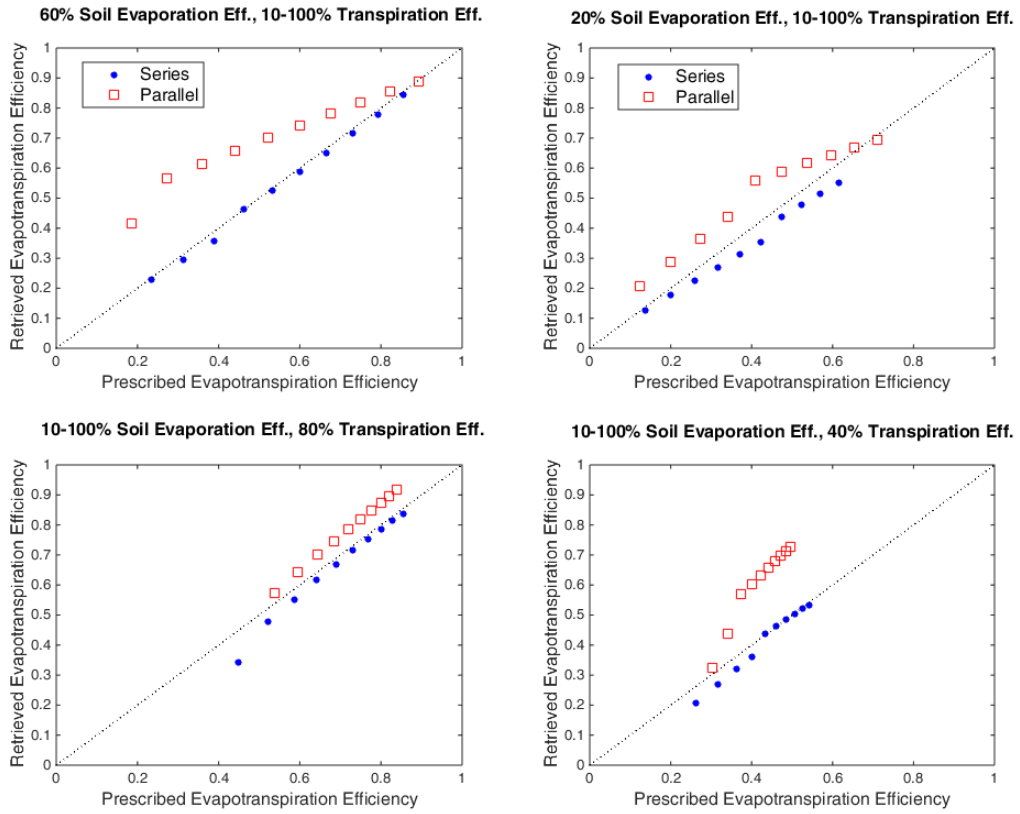 60% Soil Evaporation Eff., 10-100% Transpiration Eff.
1
0.9
0.8
0.7
0.6
0.5
0.4
0.3
0.2
0.1
0
Series
Parallel
Retrieved Evapotranspiration Efficiency
0 0.2 0.4 0.6 0.8 1
Prescribed Evapotranspiration Efficiency
20% Soil Evaporation Eff., 10-100% Transpiration Eff.
1
0.9
0.8
0.7
0.6
0.5
0.4
0.3
0.2
0.1
0
Series
Parallel
Retrieved Evapotranspiration Efficiency
0 0.2 0.4 0.6 0.8 1
Prescribed Evapotranspiration Efficiency
10-100% Soil Evaporation Eff., 80% Transpiration Eff.
1
0.9
0.8
0.7
0.6
0.5
0.4
0.3
0.2
0.1
0
Retrieved Evapotranspiration Efficiency
0 0.2 0.4 0.6 0.8 1
Prescribed Evapotranspiration Efficiency
10-100% Soil Evaporation Eff., 40% Transpiration Eff.
1
0.9
0.8
0.7
0.6
0.5
0.4
0.3
0.2
0.1
0
Retrieved Evapotranspiration Efficiency
0 0.2 0.4 0.6 0.8 1
Prescribed Evapotranspiration Efficiency